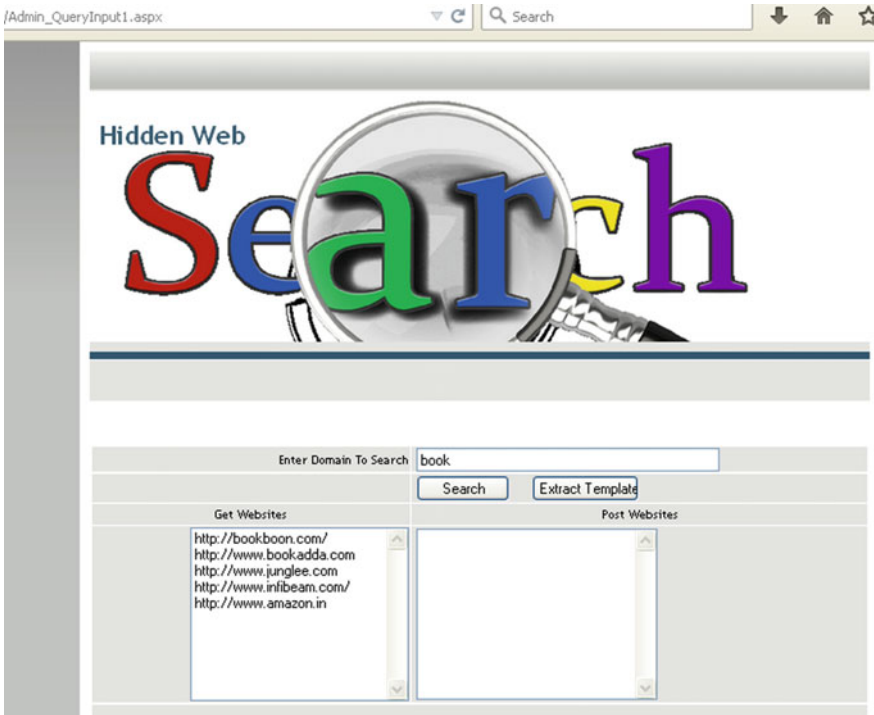 /Admin_QueryInput1.aspx
Search
Hidden Web
Search
Enter Domain To Search
book
Search
Extract Template
Get Websites
Post Websites
http://bookboon.com/
http://www.bookadda.com
http://www.junglee.com
http://www.infibeam.com/
http://www.amazon.in